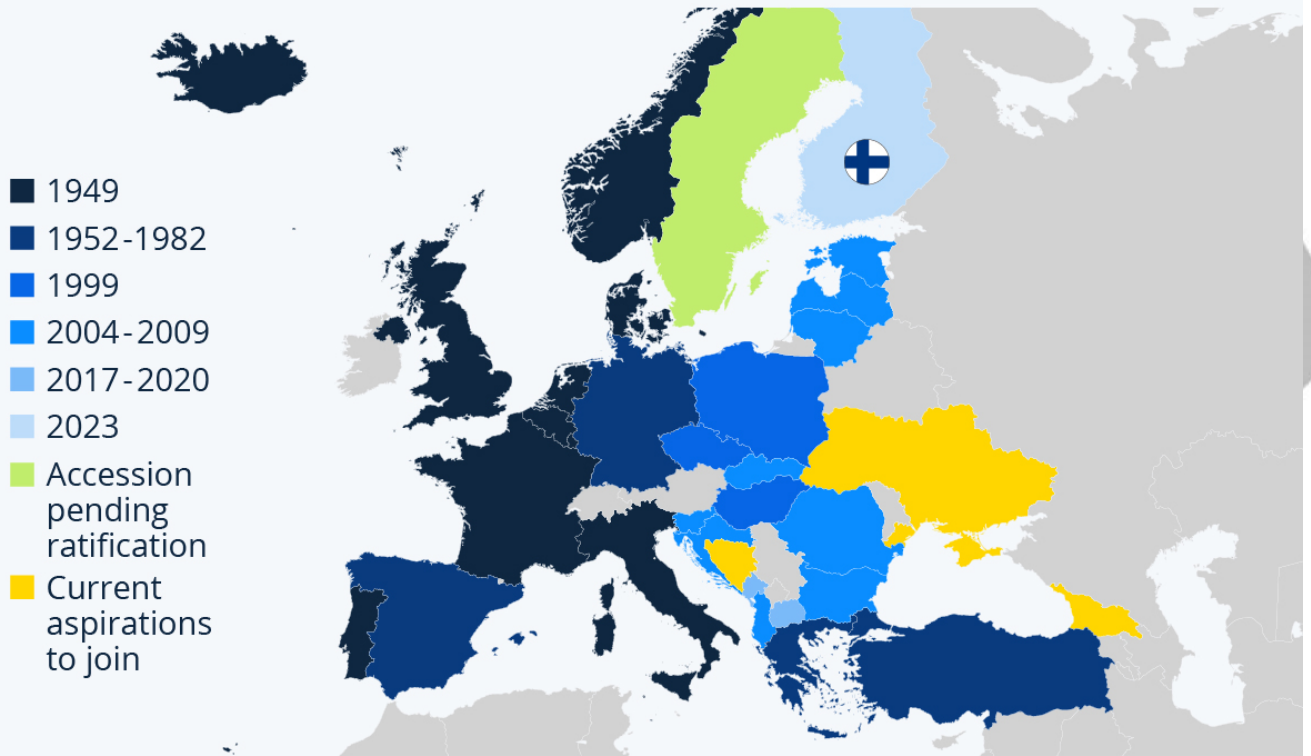 1949
1952-1982
1999
2004-2009
2017-2020
2023
Accession
pending
ratification
Current
aspirations
to join